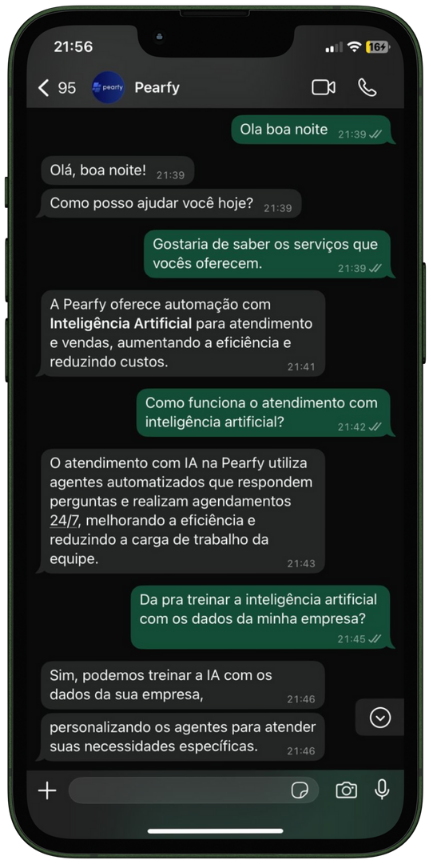 21:56
16
95
pearfy
Pearfy
Ola boa noite 21:39
Olá, boa noite! 21:39
Como posso ajudar você hoje? 21:39
Gostaria de saber os serviços que
vocês oferecem.
21:39
A Pearfy oferece automação com
Inteligência Artificial para atendimento
e vendas, aumentando a eficiência e
reduzindo custos.
21:41
Como funciona o atendimento com
inteligência artificial?
21:42
O atendimento com IA na Pearfy utiliza
agentes automatizados que respondem
perguntas e realizam agendamentos
24/7, melhorando a eficiência e
reduzindo a carga de trabalho da
equipe.
21:43
Da pra treinar a inteligência artificial
com os dados da minha empresa?
21:45
Sim, podemos treinar a IA com os
dados da sua empresa,
21:46
personalizando os agentes para atender
suas necessidades específicas.
21:46